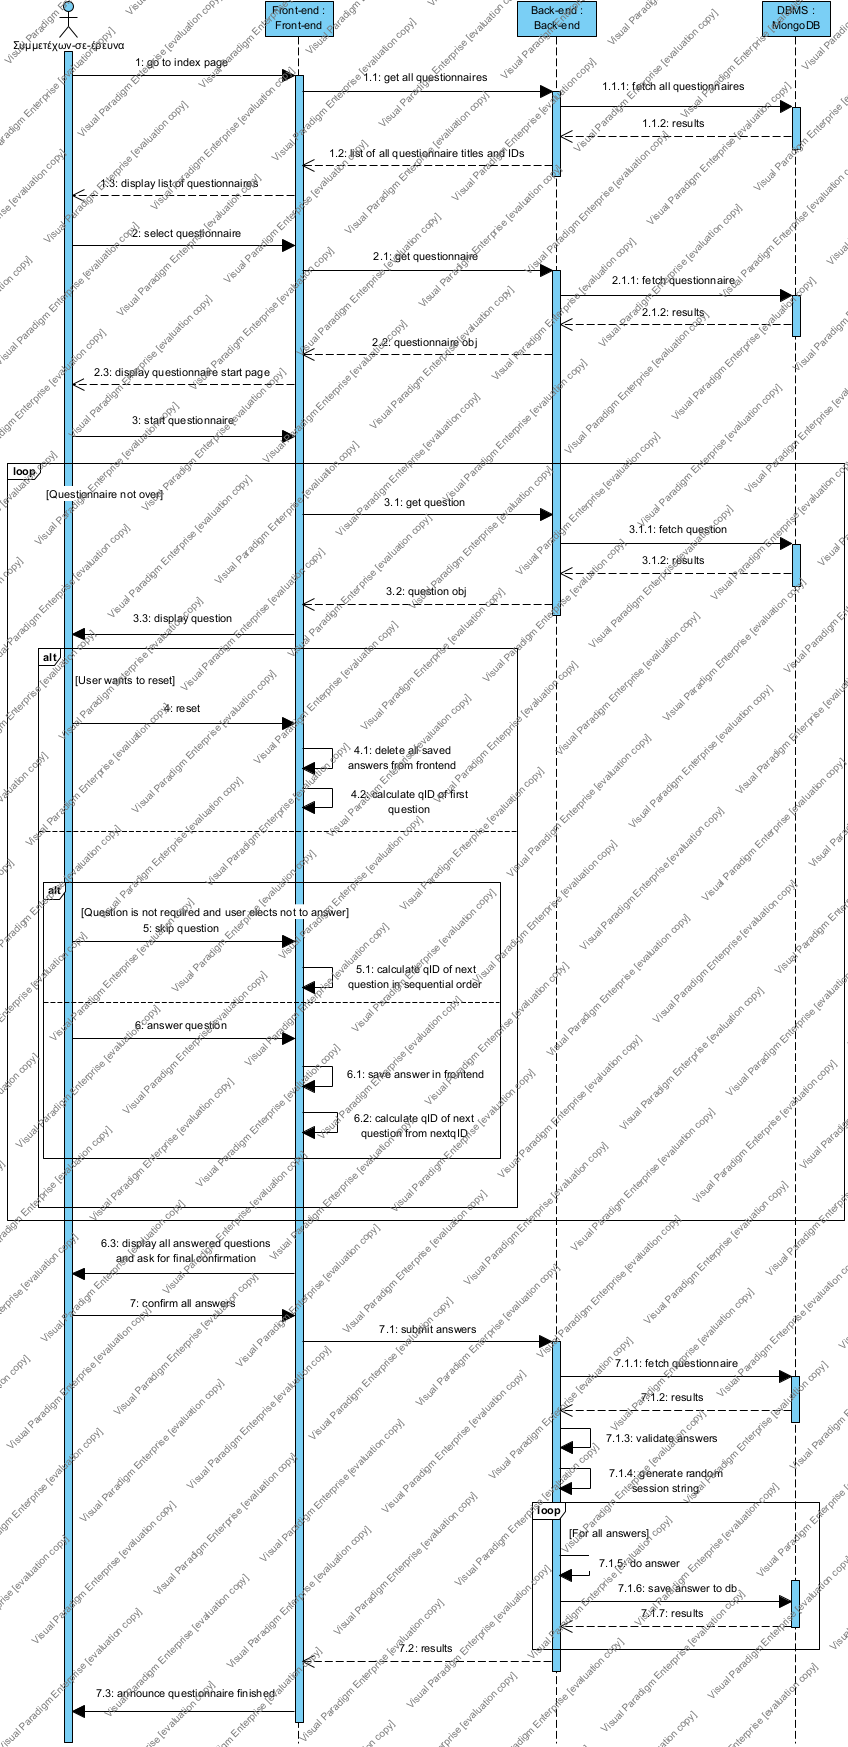 Front-end :
Front-end
Back-end :
Back-end
DBMS :
MongoDB
Συμμετέχων-σε-έρευνα
1: go to index page
1.1: get all questionnaires
1.1.1: fetch all questionnaires
1.1.2: results
1.2: list of all questionnaire titles and IDs
1.3: display list of questionnaires
2: select questionnaire
2.1: get questionnaire
2.1.1: fetch questionnaire
2.1.2: results
2.2: questionnaire obj
2.3: display questionnaire start page
3: start questionnaire
loop
[Questionnaire not over]
3.1: get question
3.1.1: fetch question
3.1.2: results
3.2: question obj
3.3: display question
alt
[User wants to reset]
4: reset
4.1: delete all saved
answers from frontend
4.2: calculate qID of first
question
alt
[Question is not required and user elects not to answer]
5: skip question
5.1: calculate qID of next
question in sequential order
6: answer question
6.1: save answer in frontend
6.2: calculate qID of next
question from nextqID
6.3: display all answered questions
and ask for final confirmation
7: confirm all answers
7.1: submit answers
7.1.1: fetch questionnaire
7.1.2: results
7.1.3: validate answers
7.1.4: generate random
session string
loop
[For all answers]
7.1.5: do answer
7.1.6: save answer to db
7.1.7: results
7.2: results
7.3: announce questionnaire finished
Visual Paradigm Enterprise [evaluation copy]